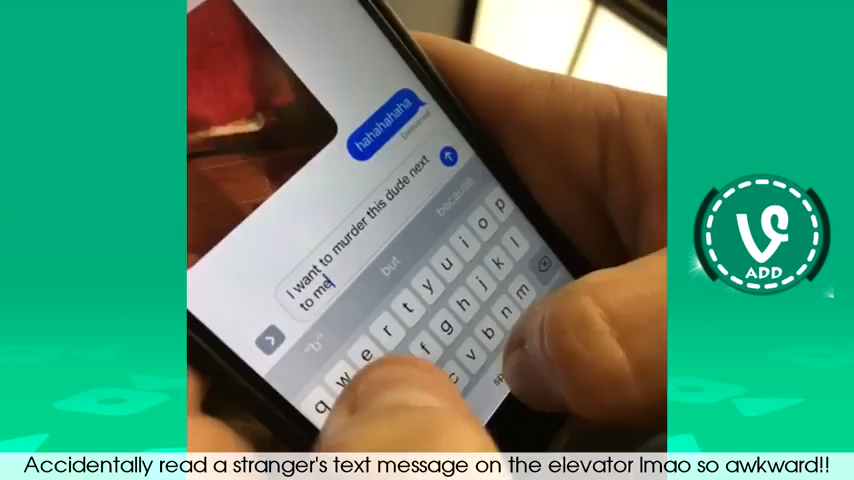 hahahahaha
Delivered
I want to murder this dude next
to me
"b"
but
because
q w e r t y u i o p
f g h j k l
c v b n m
sp
ADD
Accidentally read a stranger's text message on the elevator lmao so awkward!!